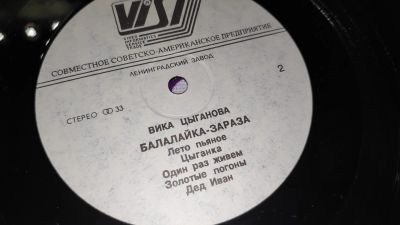 VIST
СОВМЕСТНОЕ СОВЕТСКО-АМЕРИКАНСКОЕ ПРЕДПРИЯТИЕ
ЛЕНИНГРАДСКИЙ ЗАВОД
2
СТЕРЕО 33
ВИКА ЦЫГАНОВА
БАЛАЛАЙКА-ЗАРАЗА
Лето пьяное
Цыганка
Один раз живем
Золотые погоны
Дед Иван